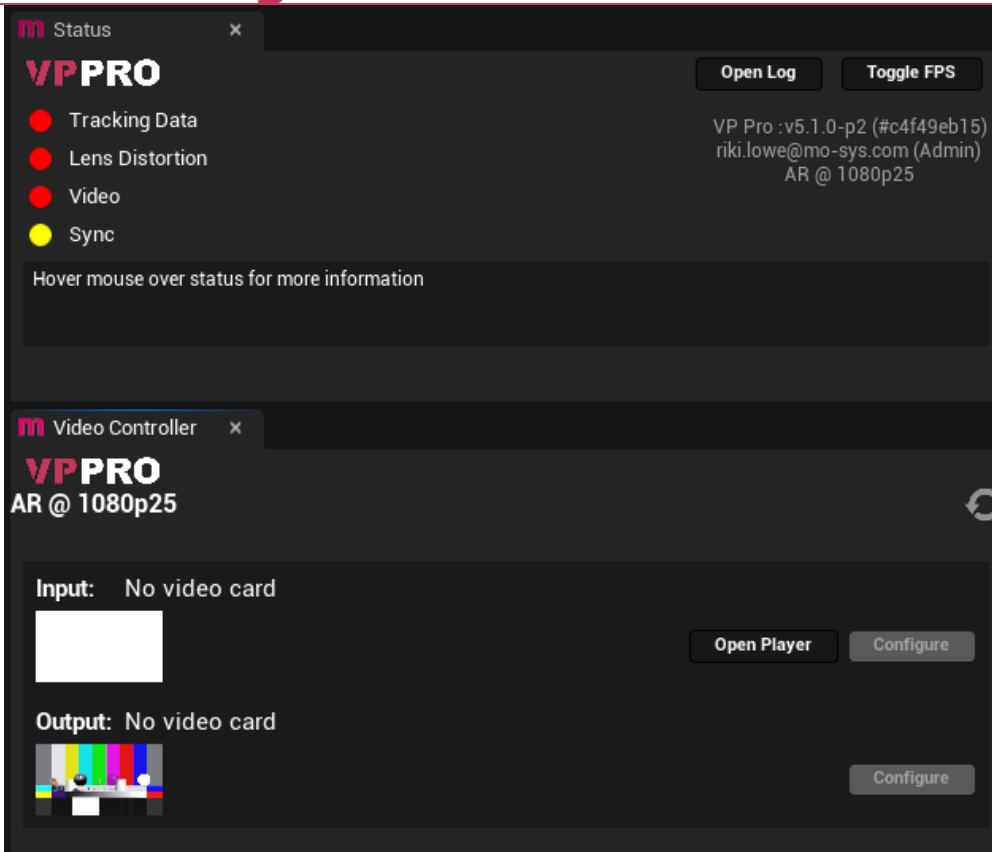 m Status ×
VPPRO
Open Log Toggle FPS
Tracking Data
VP Pro :v5.1.0-p2 (#c4f49eb15)
Lens Distortion
riki.lowe@mo-sys.com (Admin)
AR @ 1080p25
Video
Sync
Hover mouse over status for more information
m Video Controller ×
VPPRO
AR @ 1080p25
Input: No video card
Open Player Configure
Output: No video card
Configure